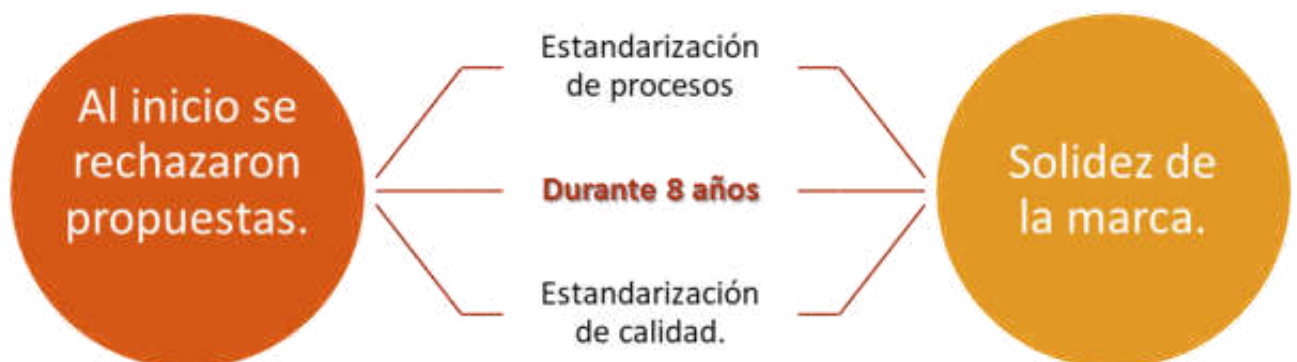 Al inicio se
rechazaron
propuestas.
Estandarización
de procesos
Durante 8 años
Estandarización
de calidad.
Solidez de
la marca.